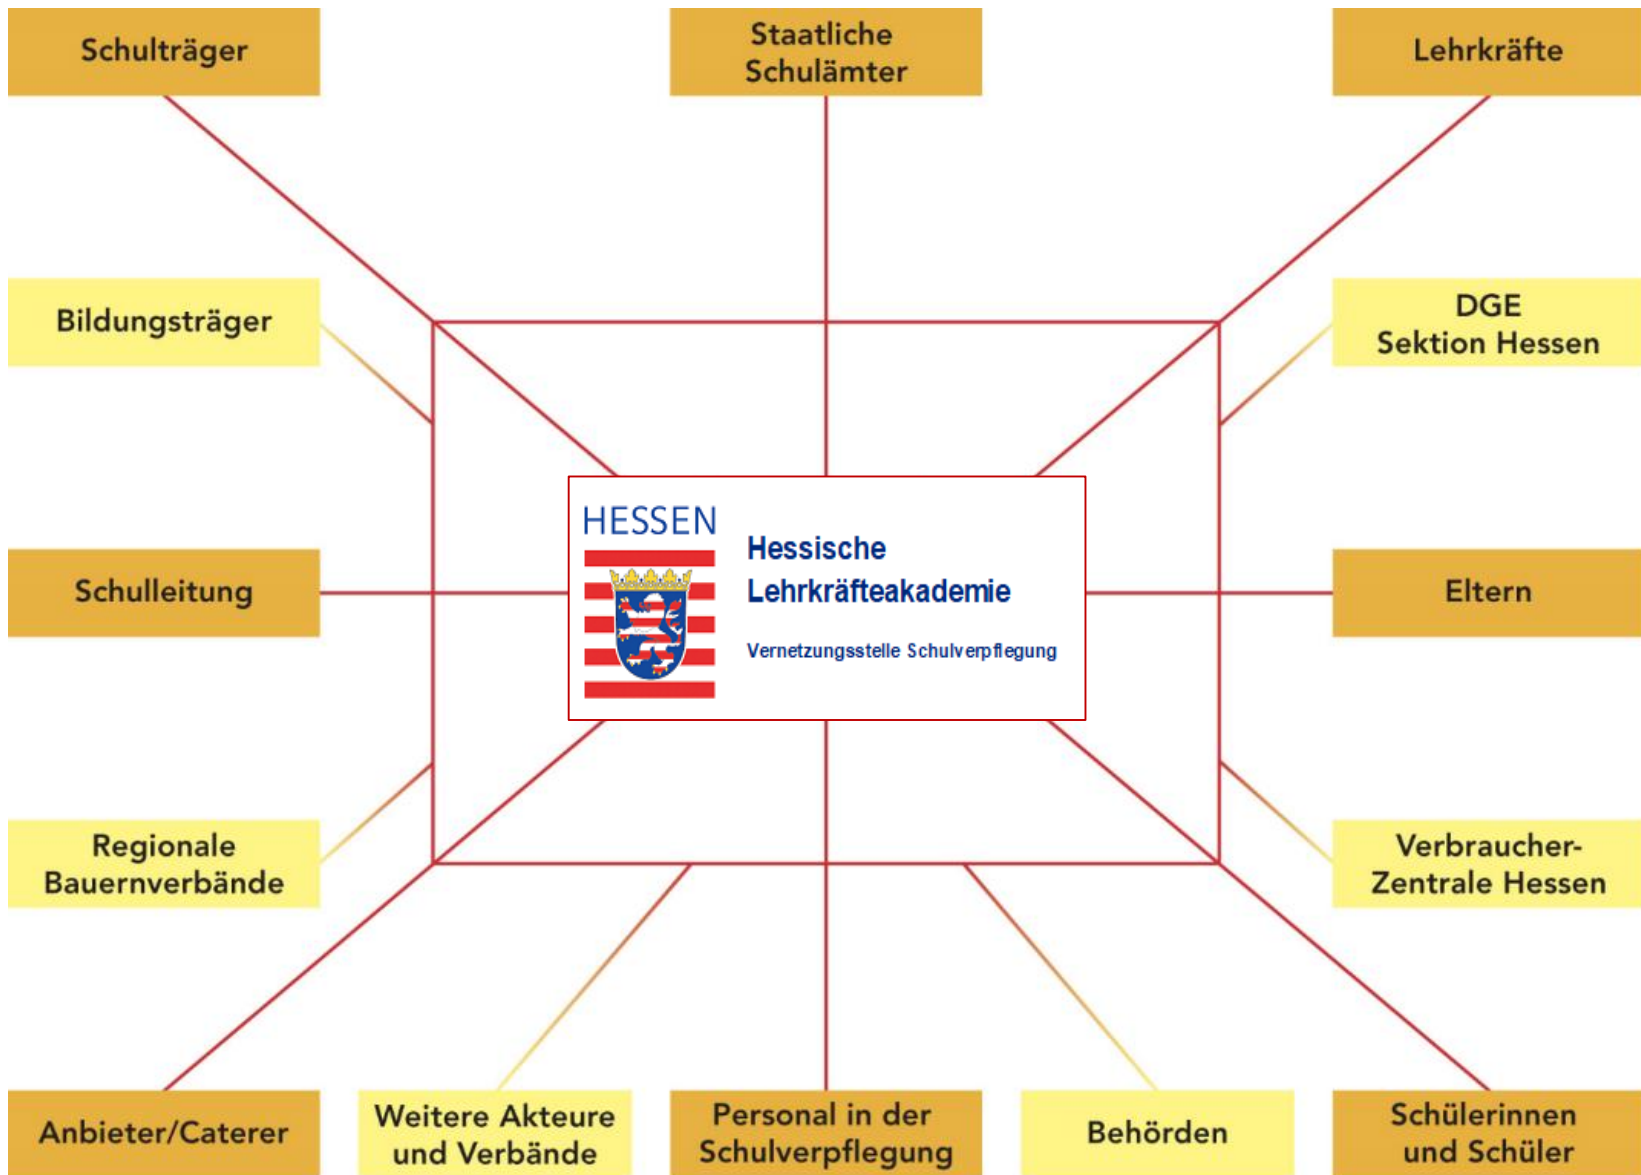 Schulträger
Staatliche
Schulämter
Lehrkräfte
Bildungsträger
DGE
Sektion Hessen
HESSEN
Hessische
Lehrkräfteakademie
Vernetzungsstelle Schulverpflegung
Schulleitung
Eltern
Regionale
Bauernverbände
Verbraucher-
Zentrale Hessen
Anbieter/Caterer
Weitere Akteure
und Verbände
Personal in der
Schulverpflegung
Behörden
Schülerinnen
und Schüler